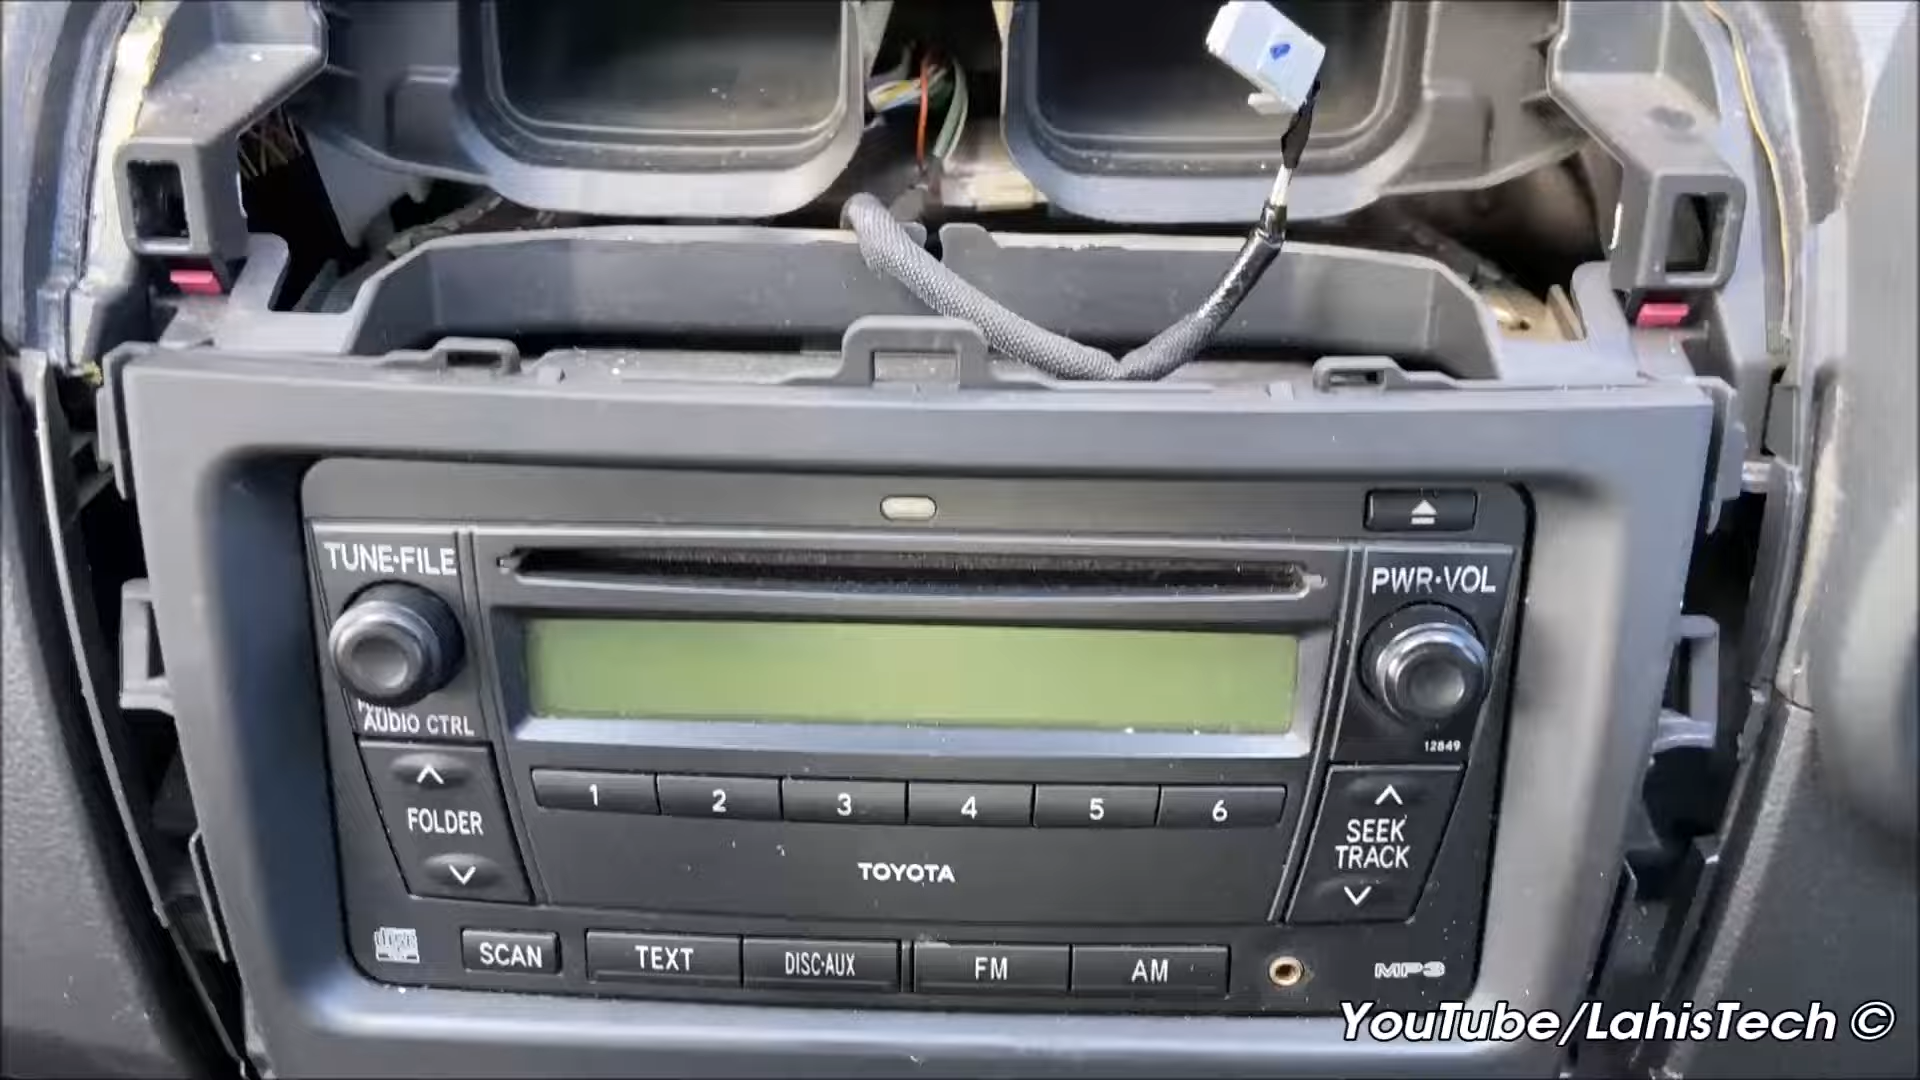 TUNE·FILE
PWR·VOL
AUDIO CTRL
12849
FOLDER
1 2 3 4 5 6
SEEK
TRACK
TOYOTA
SCAN TEXT DISC·AUX FM AM MP3
YouTube/LahisTech ©